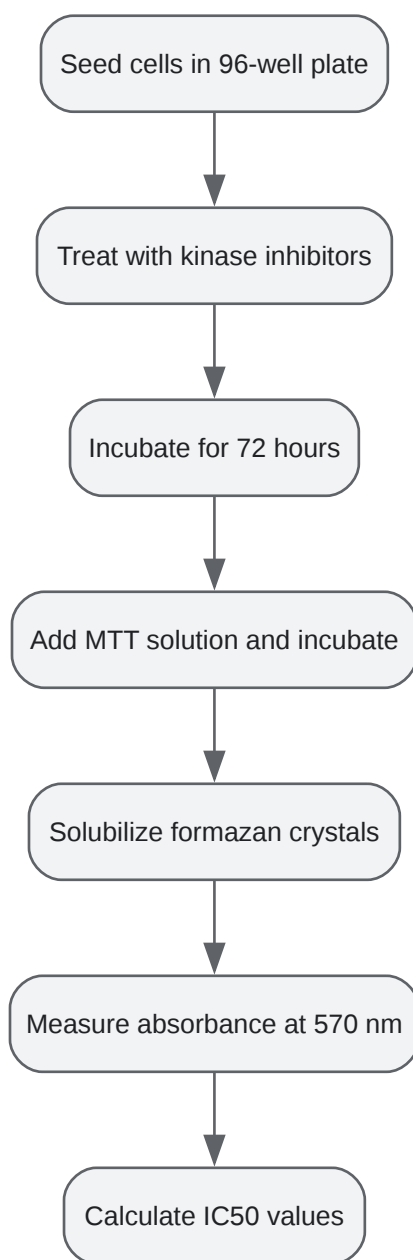 Seed cells in 96-well plate
Treat with kinase inhibitors
Incubate for 72 hours
Add MTT solution and incubate
Solubilize formazan crystals
Measure absorbance at 570 nm
Calculate IC50 values